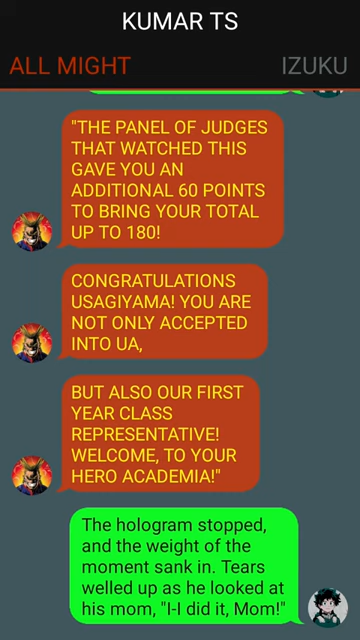 KUMAR TS
ALL MIGHT
IZUKU
"THE PANEL OF JUDGES
THAT WATCHED THIS
GAVE YOU AN
ADDITIONAL 60 POINTS
TO BRING YOUR TOTAL
UP TO 180!
CONGRATULATIONS
USAGIYAMA! YOU ARE
NOT ONLY ACCEPTED
INTO UA,
BUT ALSO OUR FIRST
YEAR CLASS
REPRESENTATIVE!
WELCOME, TO YOUR
HERO ACADEMIA!"
The hologram stopped,
and the weight of the
moment sank in. Tears
welled up as he looked at
his mom, "I-I did it, Mom!"